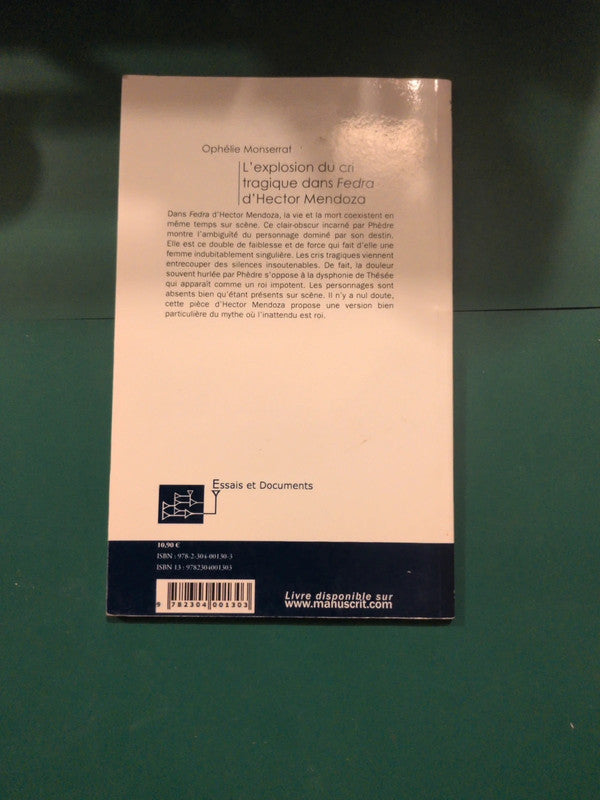 Ophélie Monserrat
L'explosion du cri
tragique dans Fedra
d'Hector Mendoza
Dans Fedra d'Hector Mendoza, la vie et la mort coexistent en
même temps sur scène. Ce clair-obscur incarné par Phèdre
montre l'ambiguïté du personnage dominé par son destin.
Elle est ce double de faiblesse et de force qui fait d'elle une
femme indubitablement singulière. Les cris tragiques viennent
entrecouper des silences insoutenables. De fait, la douleur
souvent hurlée par Phèdre s'oppose à la dysphonie de Thésée
qui apparaît comme un roi impotent. Les personnages sont
absents bien qu'étant présents sur scène. Il n'y a nul doute,
cette pièce d'Hector Mendoza propose une version bien
particulière du mythe où l'inattendu est roi.
Essais et Documents
10,90 €
ISBN : 978-2-304-00130-3
ISBN 13 : 9782304001303
9 782304 001303
Livre disponible sur
www.manuscrit.com